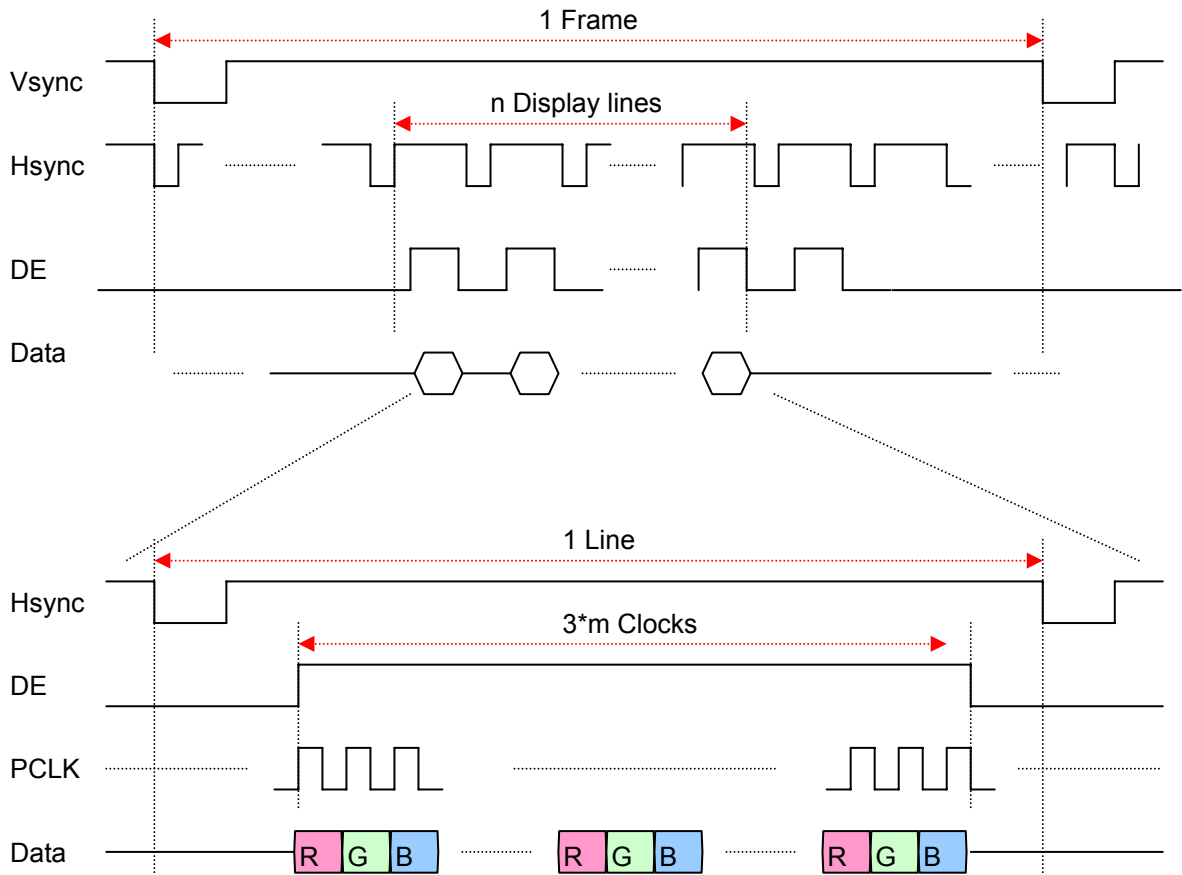 1 Frame
Vsync
n Display lines
Hsync
DE
Data
1 Line
Hsync
3*m Clocks
DE
PCLK
Data R G B R G B R G B